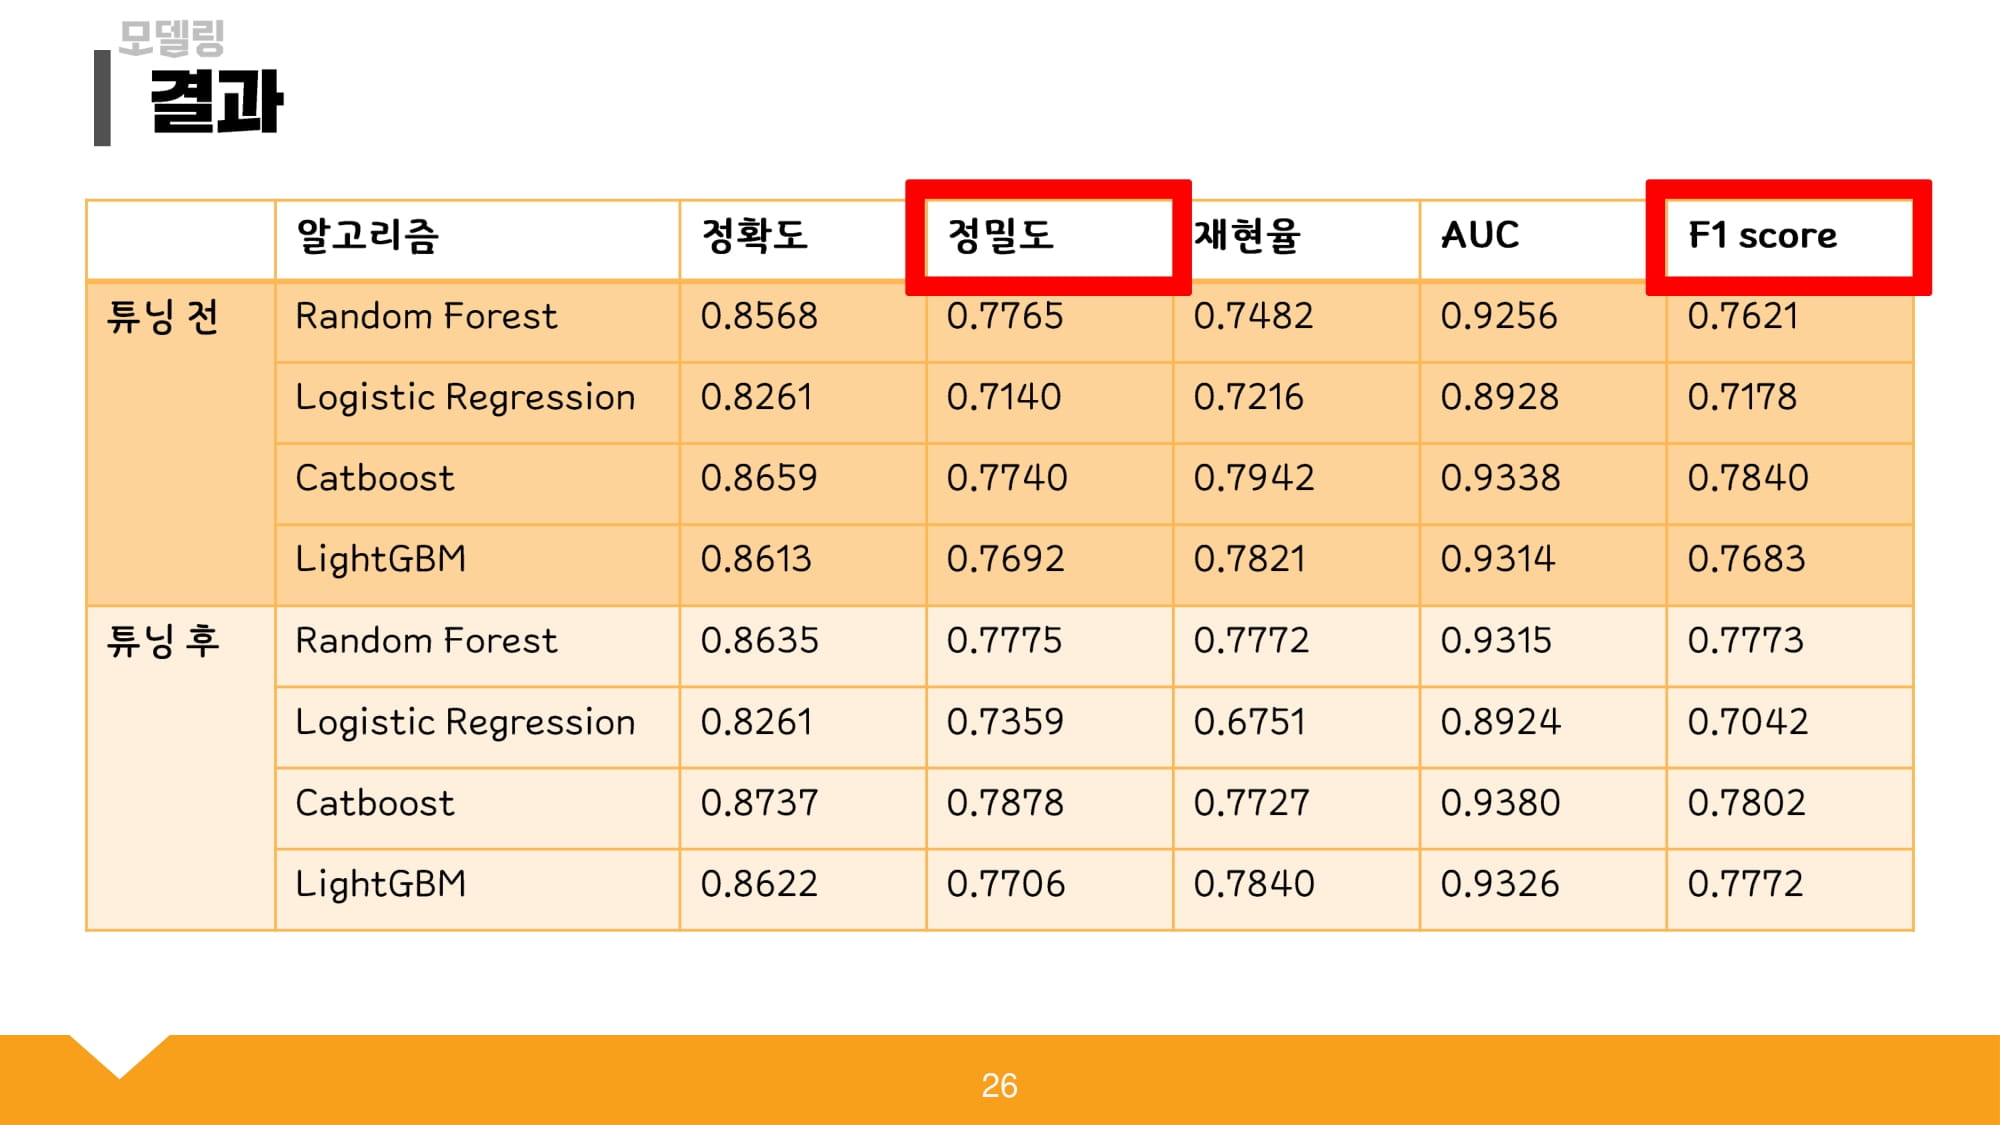 모델링
결과
알고리즘 정확도 정밀도 재현율 AUC F1 score
튜닝 전 Random Forest 0.8568 0.7765 0.7482 0.9256 0.7621
Logistic Regression 0.8261 0.7140 0.7216 0.8928 0.7178
Catboost 0.8659 0.7740 0.7942 0.9338 0.7840
LightGBM 0.8613 0.7692 0.7821 0.9314 0.7683
튜닝 후 Random Forest 0.8635 0.7775 0.7772 0.9315 0.7773
Logistic Regression 0.8261 0.7359 0.6751 0.8924 0.7042
Catboost 0.8737 0.7878 0.7727 0.9380 0.7802
LightGBM 0.8622 0.7706 0.7840 0.9326 0.7772
26